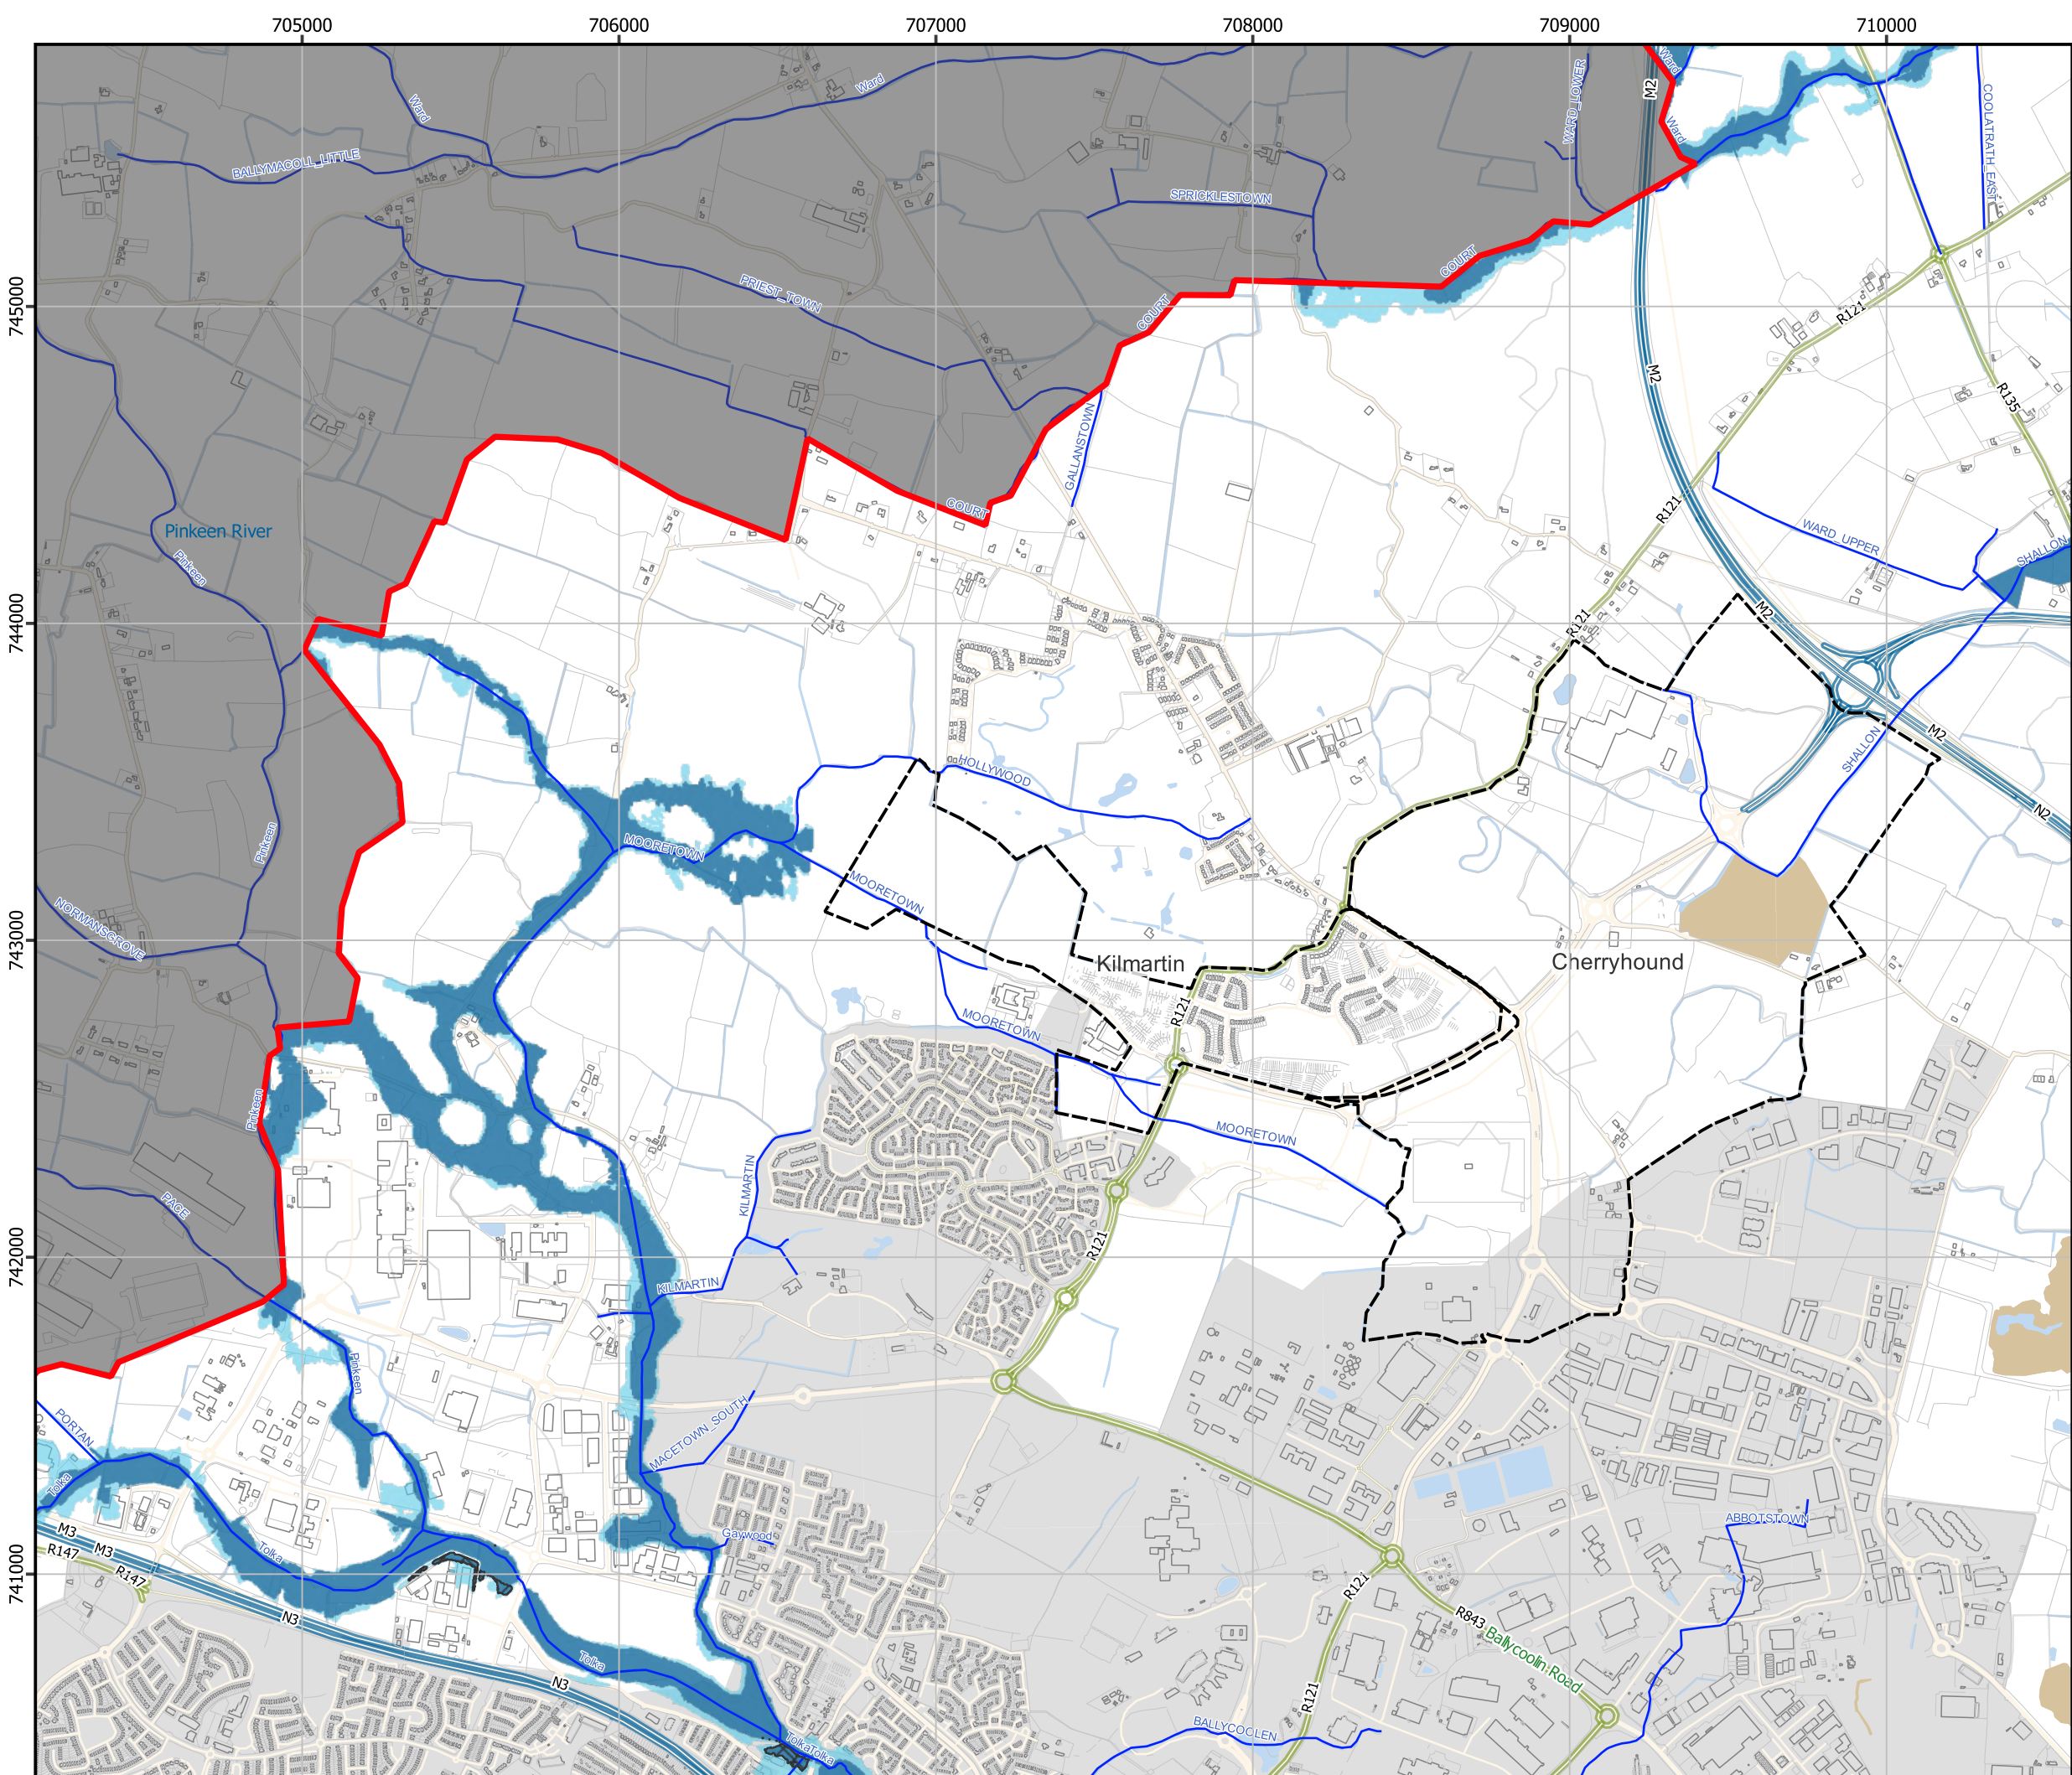 705000
706000
707000
708000
709000
710000
Ward
Ward
WARD_LOWER
M2
Ward
Ward
COOLATRATH_EAST
BALLYMACOLL_LITTLE
SPRICKLESTOWN
COURT
PRIEST_TOWN
COURT
745000
R121
M2
R135
GALLANSTOWN
COURT
R121
Pinkeen River
WARD_UPPER
SHALLON
Pinkeen
744000
R121
M2
M2
SHALLON
HOLLYWOOD
N2
Pinkeen
MOORETOWN
MOORETOWN
NORMANSGROVE
743000
Kilmartin
Cherryhound
R121
MOORETOWN
Pinkeen
MOORETOWN
KILMARTIN
PACE
R121
742000
KILMARTIN
Pinkeen
MACETOWN_SOUTH
PORTAN
Tolka
ABBOTSTOWN
M3
M3
R147
R147
Tolka
Gaywood
741000
R121
R843
Ballycoolin Road
N3
Tolka
N3
R121
BALLYCOOLEN
TolkaTolka